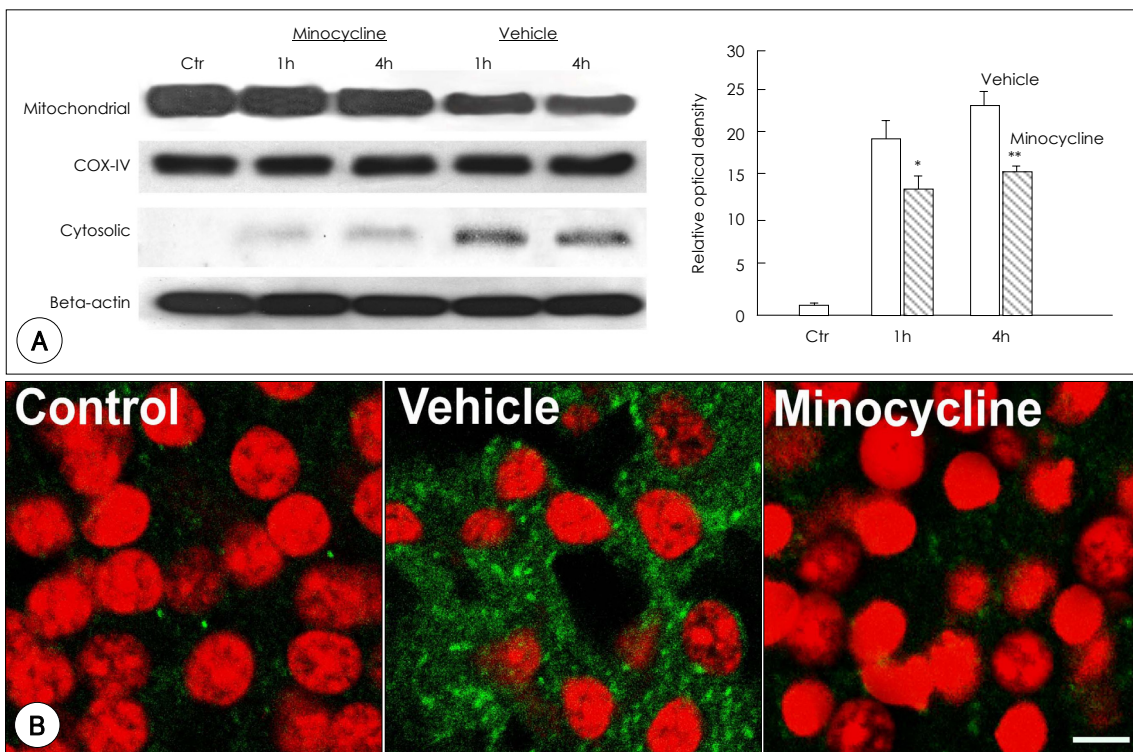 Minocycline Vehicle
Ctr 1h 4h 1h 4h
Mitochondrial
COX-IV
Cytosolic
Beta-actin
A
Relative optical density
30
25
20
15
10
5
0
Vehicle
Minocycline
*
**
Ctr 1h 4h
Control
Vehicle
Minocycline
B